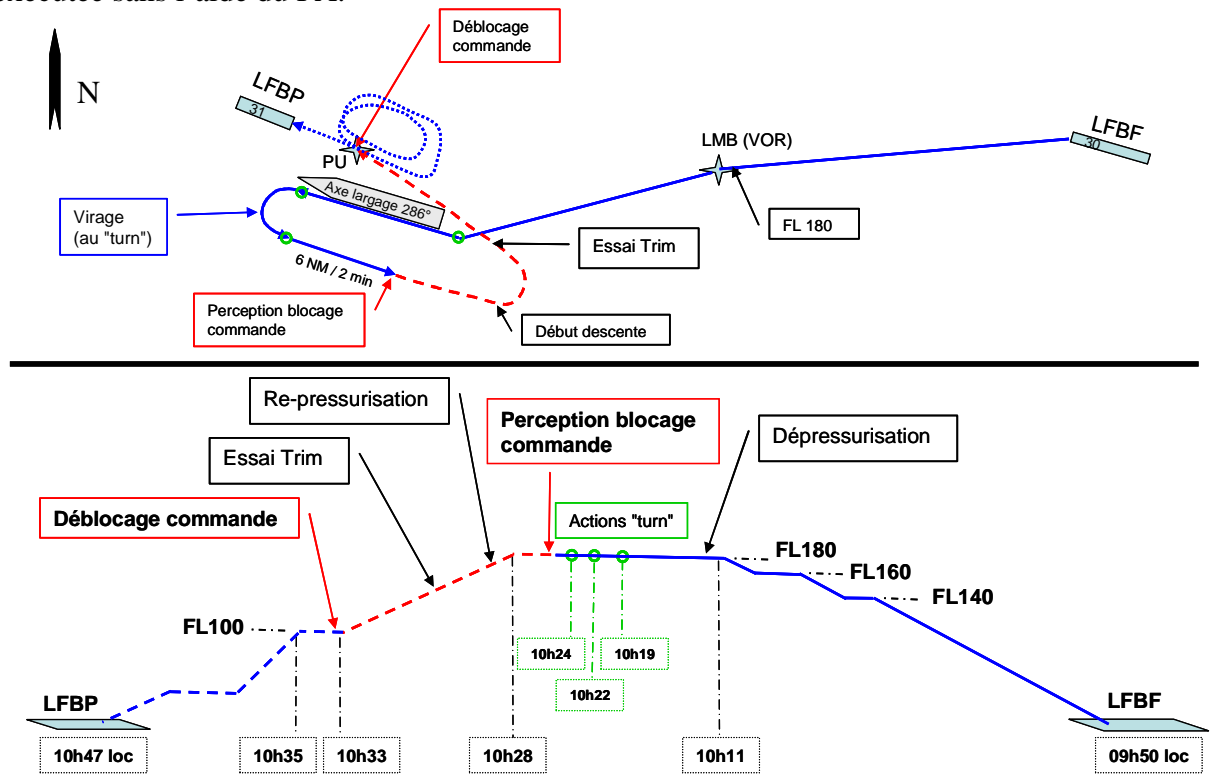 Déblocage
commande
N
LFBP
31
PU
Axe largage 286°
LMB (VOR)
LFBF
30
FL 180
Virage
(au "turn")
Essai Trim
6 NM / 2 min
Perception blocage
commande
Début descente
Re-pressurisation
Perception blocage
commande
Dépressurisation
Essai Trim
Déblocage commande
Actions "turn"
FL180
FL160
FL140
FL100
10h24
10h19
10h22
LFBP
LFBF
10h47 loc
10h35
10h33
10h28
10h11
09h50 loc